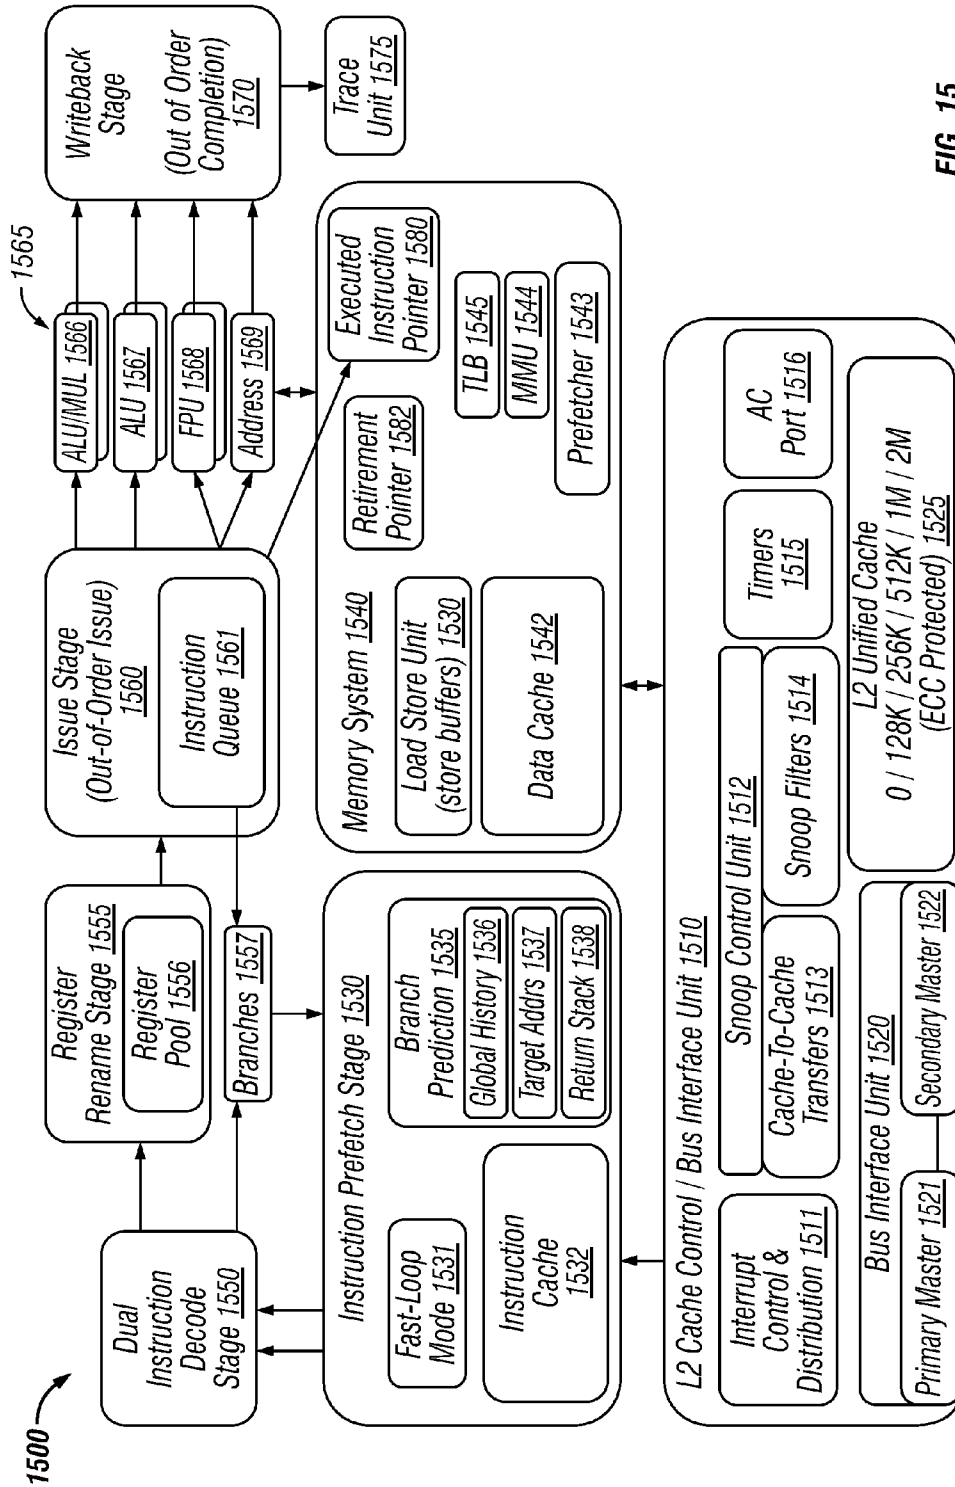 1500
Dual
Instruction
Decode
Stage 1550
Register
Rename Stage 1555
Register
Pool 1556
Branches 1557
Issue Stage
(Out-of-Order Issue)
1560
Instruction
Queue 1561
1565
ALU/MUL 1566
ALU 1567
FPU 1568
Address 1569
Writeback
Stage
(Out of Order
Completion)
1570
Trace
Unit 1575
Instruction Prefetch Stage 1530
Fast-Loop
Mode 1531
Instruction
Cache
1532
Branch
Prediction 1535
Global History 1536
Target Addrs 1537
Return Stack 1538
Memory System 1540
Load Store Unit
(store buffers) 1530
Data Cache 1542
Retirement
Pointer 1582
Executed
Instruction
Pointer 1580
TLB 1545
MMU 1544
Prefetcher 1543
L2 Cache Control / Bus Interface Unit 1510
Interrupt
Control &
Distribution 1511
Snoop Control Unit 1512
Cache-To-Cache
Transfers 1513
Snoop Filters 1514
Timers
1515
AC
Port 1516
Bus Interface Unit 1520
Primary Master 1521
Secondary Master 1522
L2 Unified Cache
0 / 128K / 256K / 512K / 1M / 2M
(ECC Protected) 1525
FIG. 15